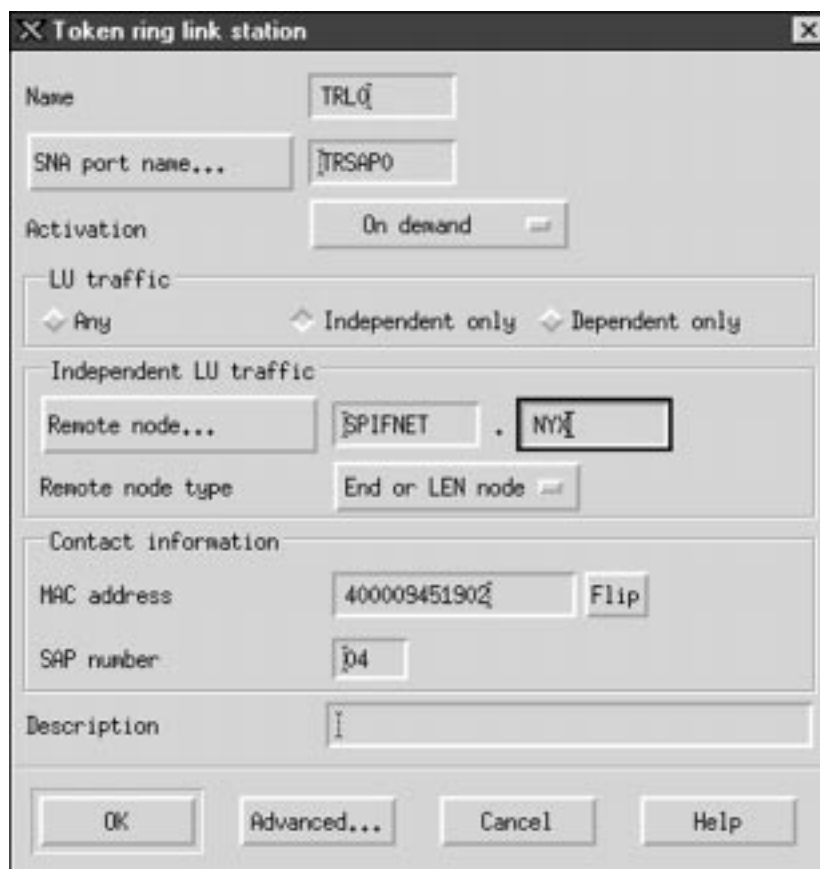 Token ring link station
Name TRL0
SNA port name... TRSAP0
Activation On demand
LU traffic
Any Independent only Dependent only
Independent LU traffic
Remote node... SPIFNET . NYX
Remote node type End or LEN node
Contact information
MAC address 400009451902 Flip
SAP number 04
Description
OK Advanced... Cancel Help